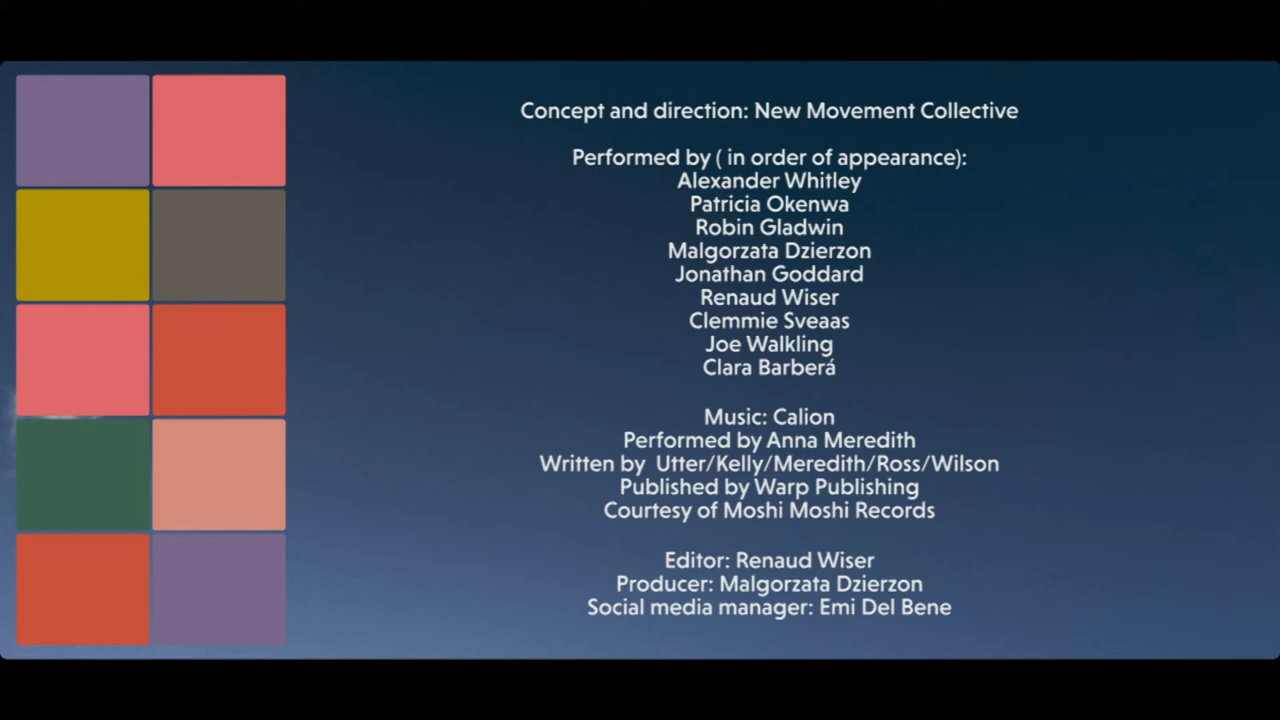 Concept and direction: New Movement Collective
Performed by ( in order of appearance):
Alexander Whitley
Patricia Okenwa
Robin Gladwin
Malgorzata Dzierzon
Jonathan Goddard
Renaud Wiser
Clemmie Sveaas
Joe Walkling
Clara Barberá
Music: Calion
Performed by Anna Meredith
Written by  Utter/Kelly/Meredith/Ross/Wilson
Published by Warp Publishing
Courtesy of Moshi Moshi Records
Editor: Renaud Wiser
Producer: Malgorzata Dzierzon
Social media manager: Emi Del Bene